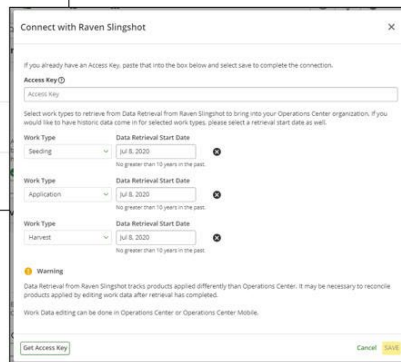 Connect with Raven Slingshot
If you already have an Access Key, paste that into the box below and select save to complete the connection.
Access Key
Access Key
Select work types to retrieve from Data Retrieval from Raven Slingshot to bring into your Operations Center organization. If you
would like to have historic data come in for selected work types, please select a retrieval start date as well.
Work Type Data Retrieval Start Date
Seeding Jul 8, 2020
No greater than 10 years in the past.
Work Type Data Retrieval Start Date
Application Jul 8, 2020
No greater than 10 years in the past.
Work Type Data Retrieval Start Date
Harvest Jul 8, 2020
No greater than 10 years in the past.
Warning
Data Retrieval from Raven Slingshot tracks products applied differently than Operations Center. It may be necessary to reconcile
products applied by editing work data after retrieval has completed.
Work Data editing can be done in Operations Center or Operations Center Mobile.
Get Access Key Cancel SAVE